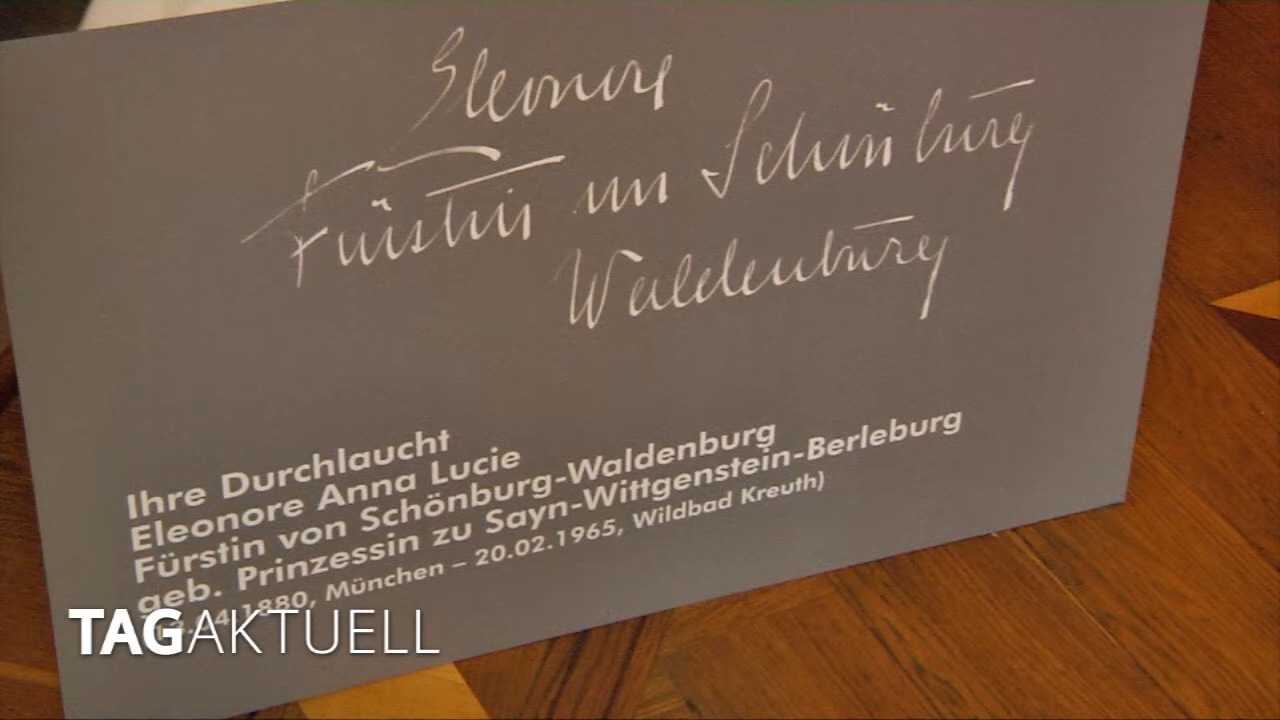 Eleonore
Fürstin von Schönburg
Waldenburg
Ihre Durchlaucht
Eleonore Anna Lucie
Fürstin von Schönburg-Waldenburg
geb. Prinzessin zu Sayn-Wittgenstein-Berleburg
.04.1880, München – 20.02.1965, Wildbad Kreuth)
TAGAKTUELL